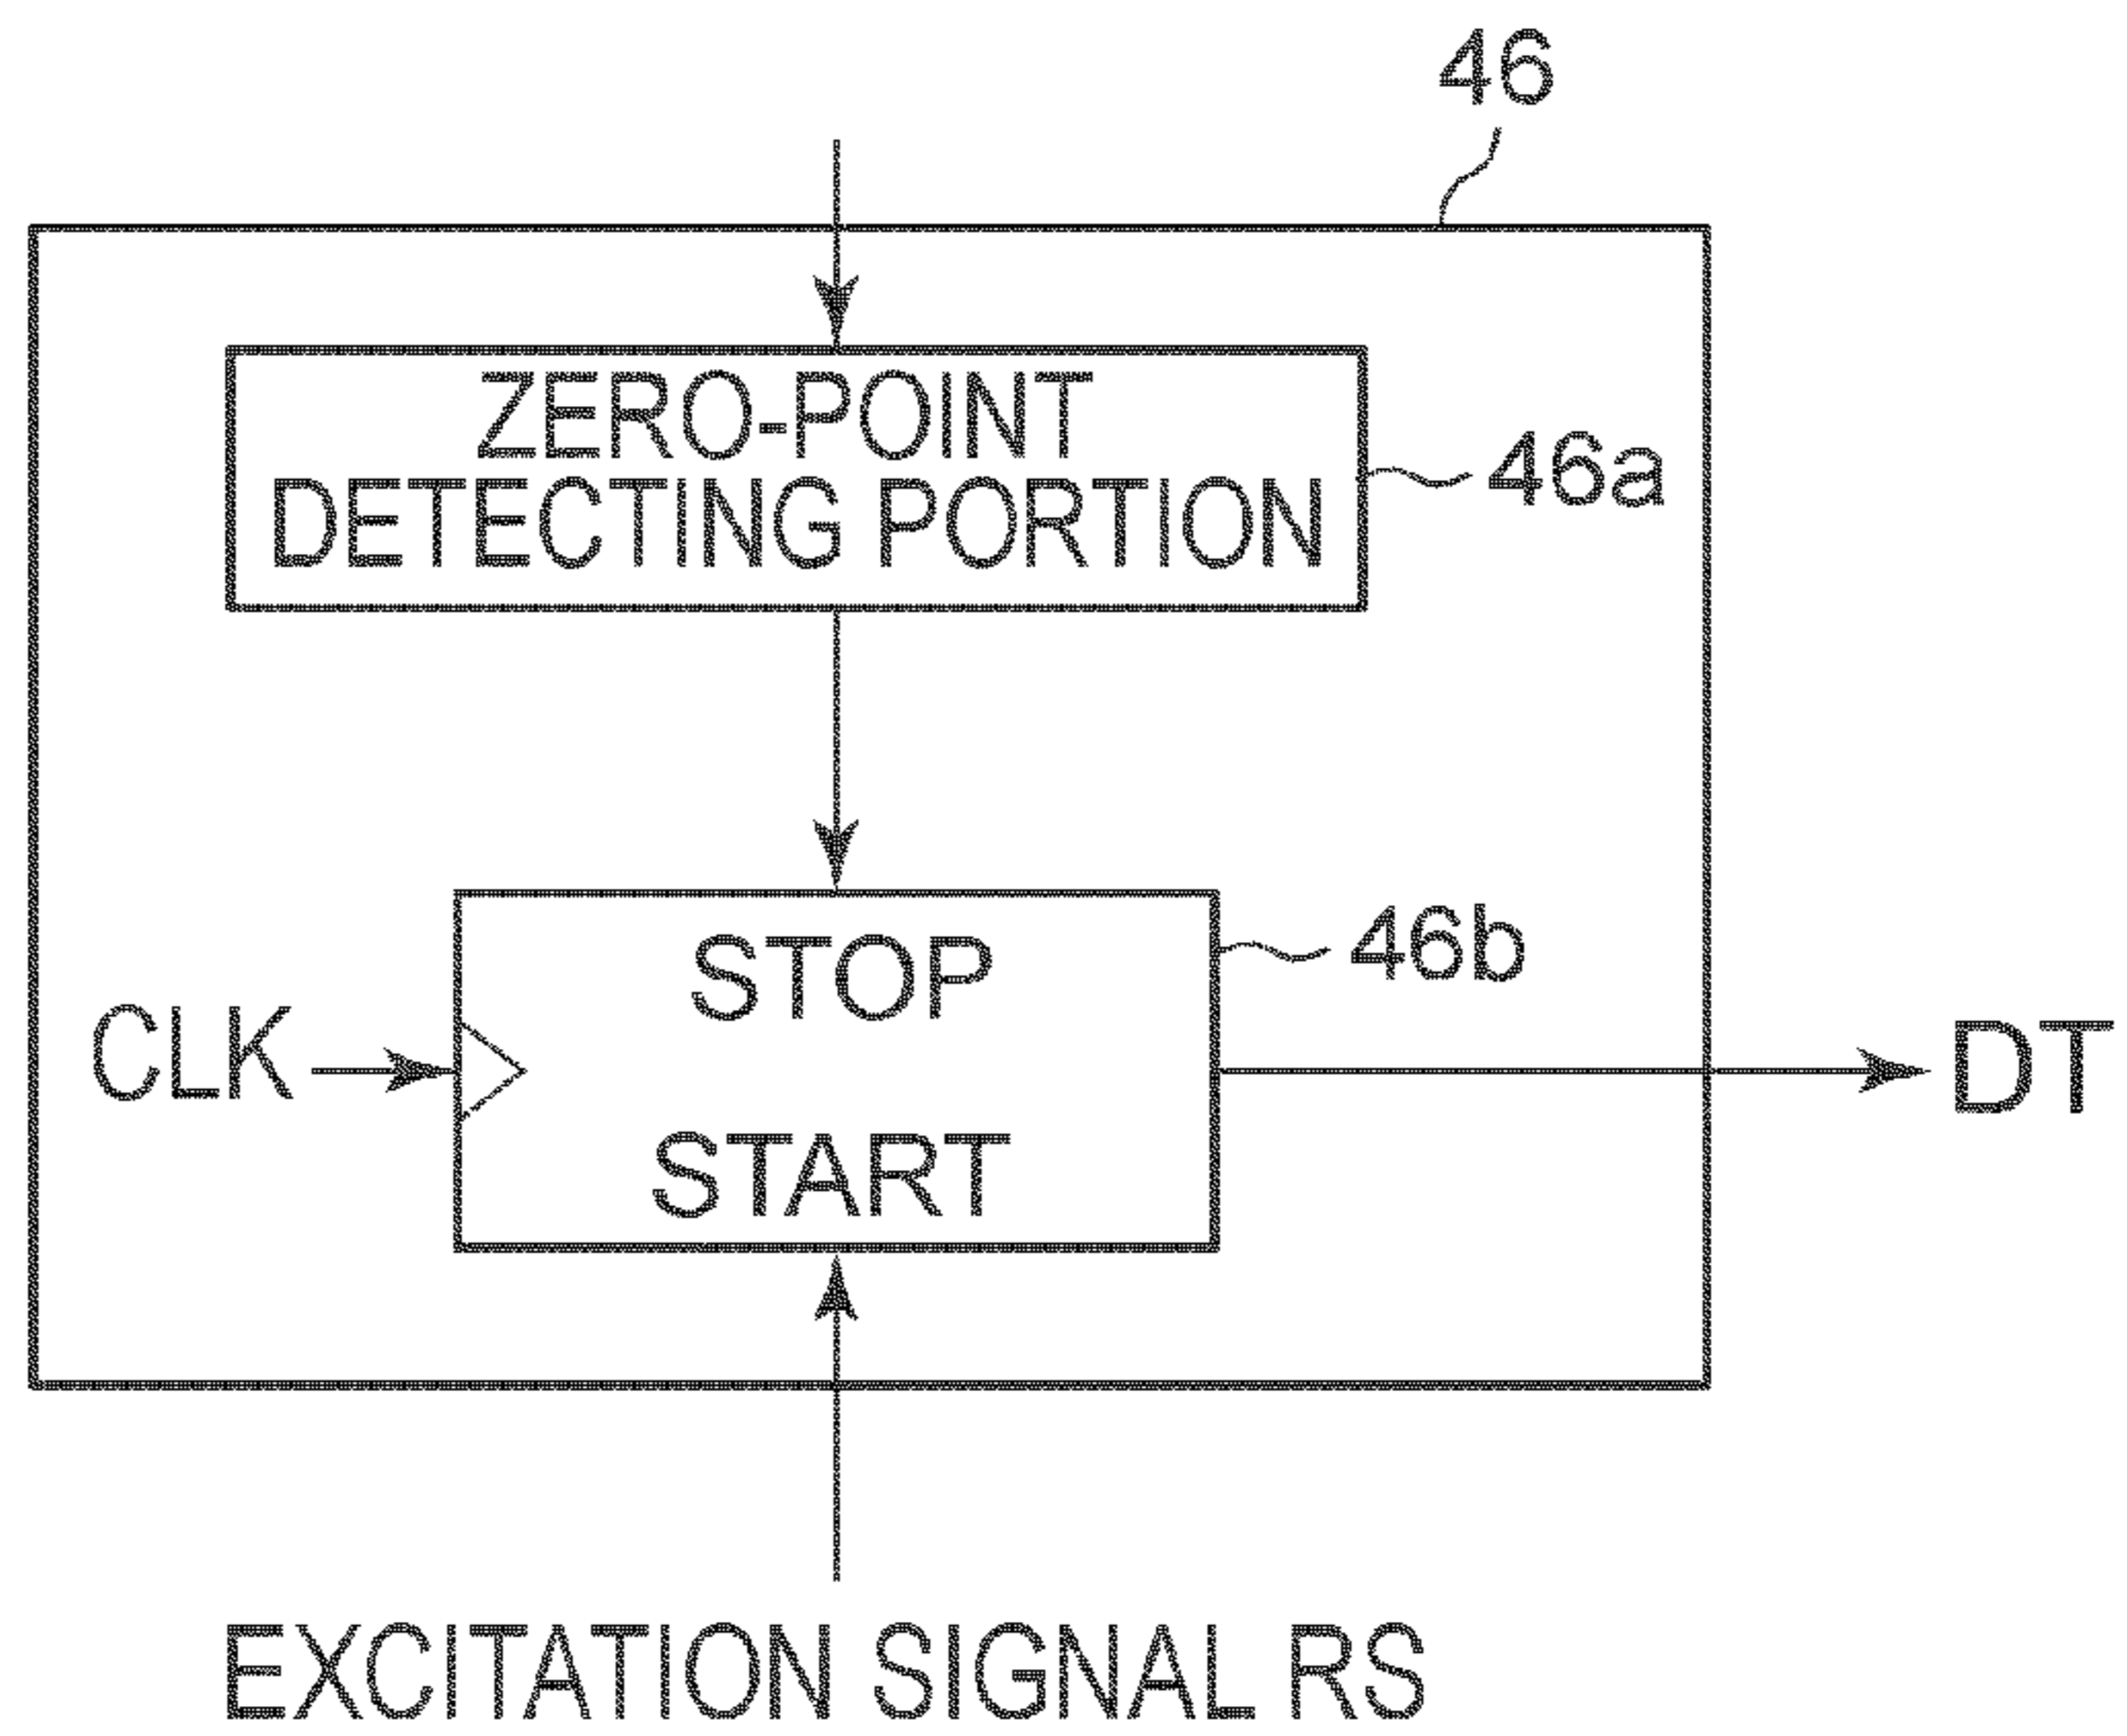 46
ZERO-POINT
DETECTING PORTION
46a
STOP
46b
CLK
DT
START
EXCITATION SIGNAL RS